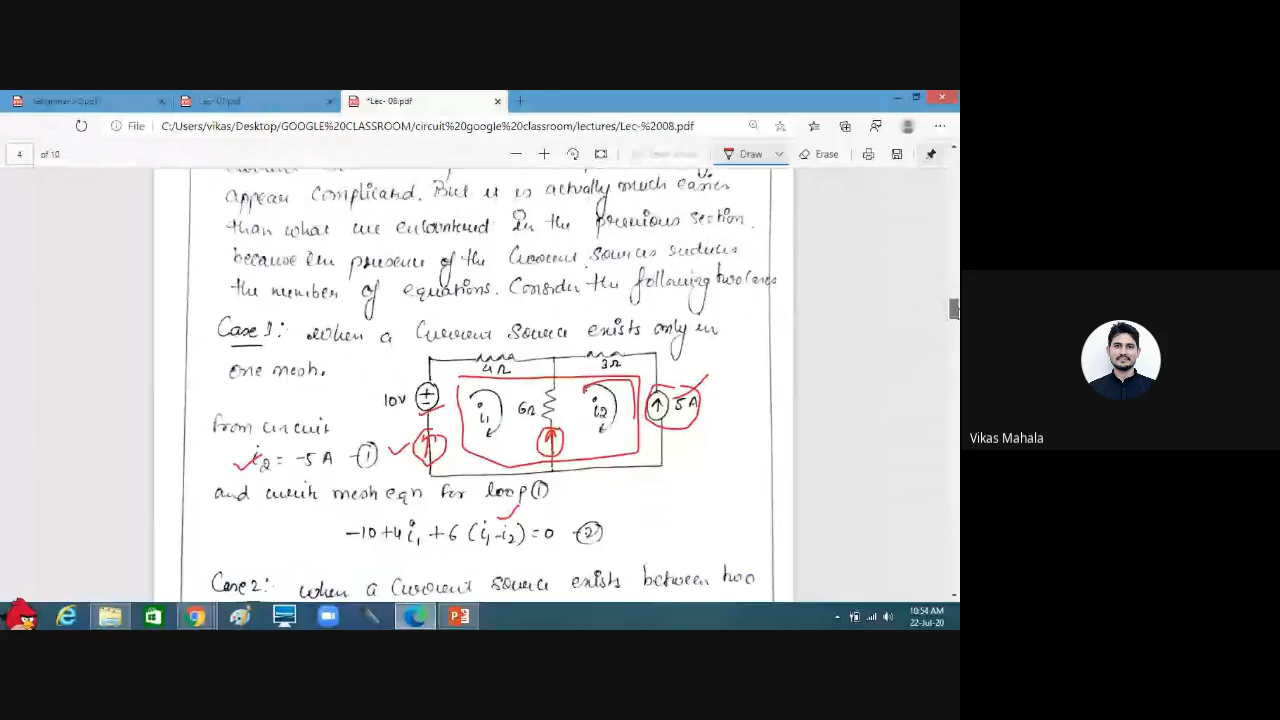 Lec- 07.pdf
*Lec- 08.pdf
File C:/Users/vikas/Desktop/GOOGLE%20CLASSROOM/circuit%20google%20classroom/lectures/Lec-%2008.pdf
4 of 10
Draw
Erase
appear complicated. But it is actually much easier
than what we encountered in the previous section,
because the presence of the Current sources reduces
the number of equations. Consider the following two Cases
Case 1:- When a Current Source exists only in
one mesh.
4Ω
3Ω
10V
+
-
i1
6Ω
i2
5A
from circuit
i2 = -5 A -①
and write mesh eqn for loop ①
-10+4i1 +6 (i1-i2) =0 -②
Case 2:- when a Current source exists between two
Vikas Mahala
10:54 AM
22-Jul-20